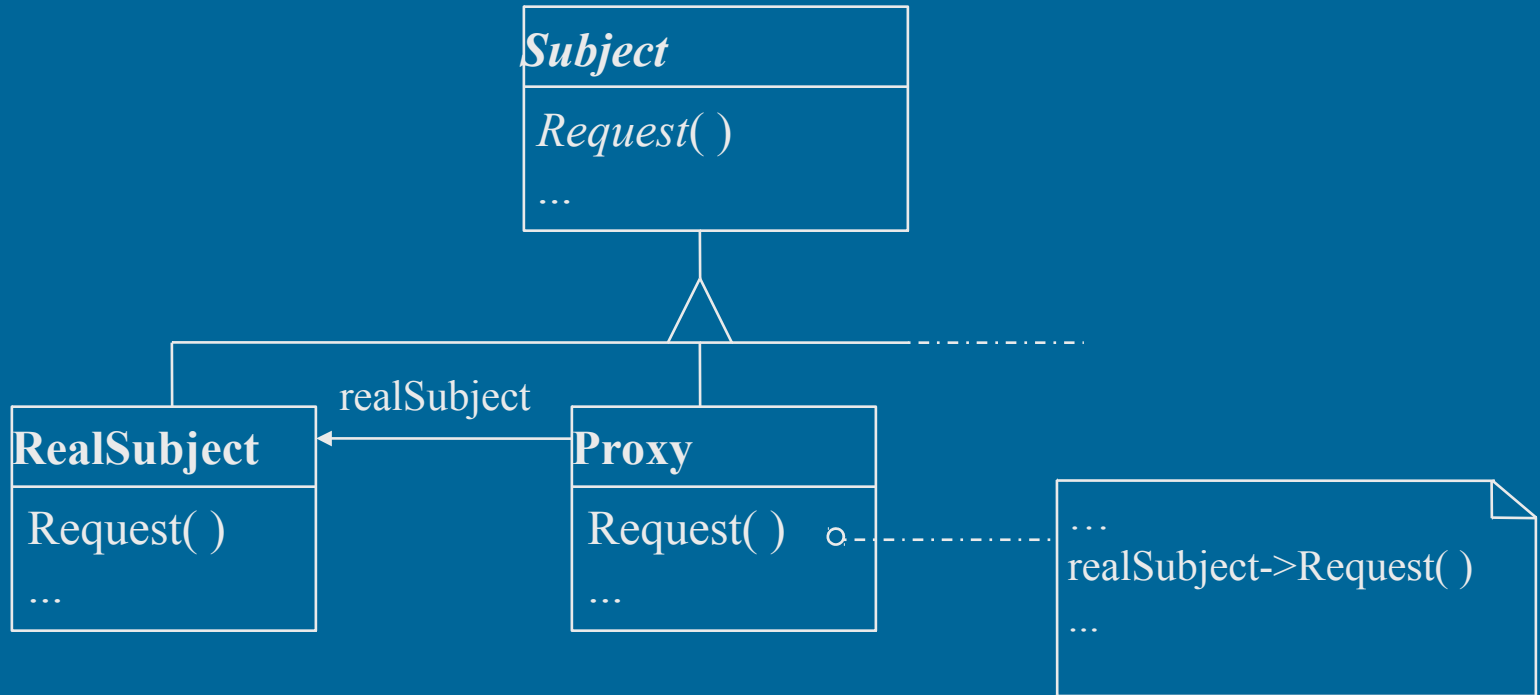 Subject
Request( )
...
realSubject
RealSubject
Request( )
...
Proxy
Request( )
...
...
realSubject->Request( )
...